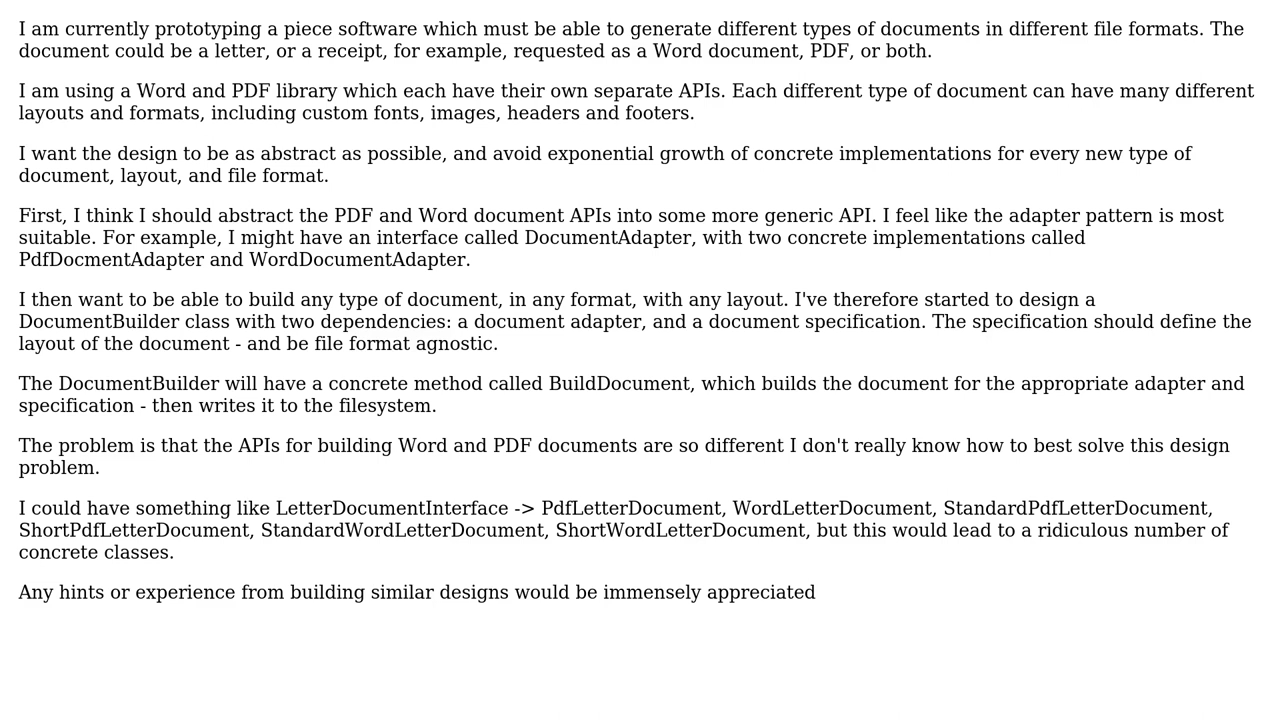 I am currently prototyping a piece software which must be able to generate different types of documents in different file formats. The
document could be a letter, or a receipt, for example, requested as a Word document, PDF, or both.
I am using a Word and PDF library which each have their own separate APIs. Each different type of document can have many different
layouts and formats, including custom fonts, images, headers and footers.
I want the design to be as abstract as possible, and avoid exponential growth of concrete implementations for every new type of
document, layout, and file format.
First, I think I should abstract the PDF and Word document APIs into some more generic API. I feel like the adapter pattern is most
suitable. For example, I might have an interface called DocumentAdapter, with two concrete implementations called
PdfDocmentAdapter and WordDocumentAdapter.
I then want to be able to build any type of document, in any format, with any layout. I've therefore started to design a
DocumentBuilder class with two dependencies: a document adapter, and a document specification. The specification should define the
layout of the document - and be file format agnostic.
The DocumentBuilder will have a concrete method called BuildDocument, which builds the document for the appropriate adapter and
specification - then writes it to the filesystem.
The problem is that the APIs for building Word and PDF documents are so different I don't really know how to best solve this design
problem.
I could have something like LetterDocumentInterface -> PdfLetterDocument, WordLetterDocument, StandardPdfLetterDocument,
ShortPdfLetterDocument, StandardWordLetterDocument, ShortWordLetterDocument, but this would lead to a ridiculous number of
concrete classes.
Any hints or experience from building similar designs would be immensely appreciated